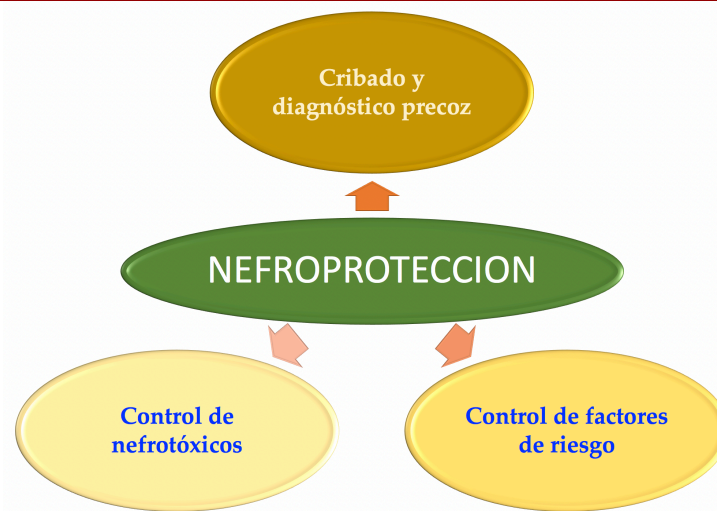 Cribado y
diagnóstico precoz
NEFROPROTECCION
Control de
nefrotóxicos
Control de factores
de riesgo